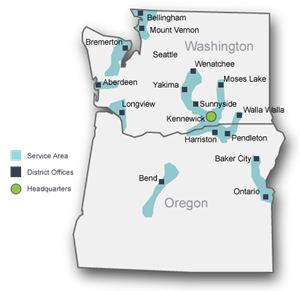 Bellingham
Mount Vernon
Bremerton
Seattle
Washington
Wenatchee
Aberdeen
Yakima
Moses Lake
Longview
Sunnyside
Walla Walla
Kennewick
Harriston
Pendleton
Service Area
District Offices
Headquarters
Baker City
Bend
Oregon
Ontario